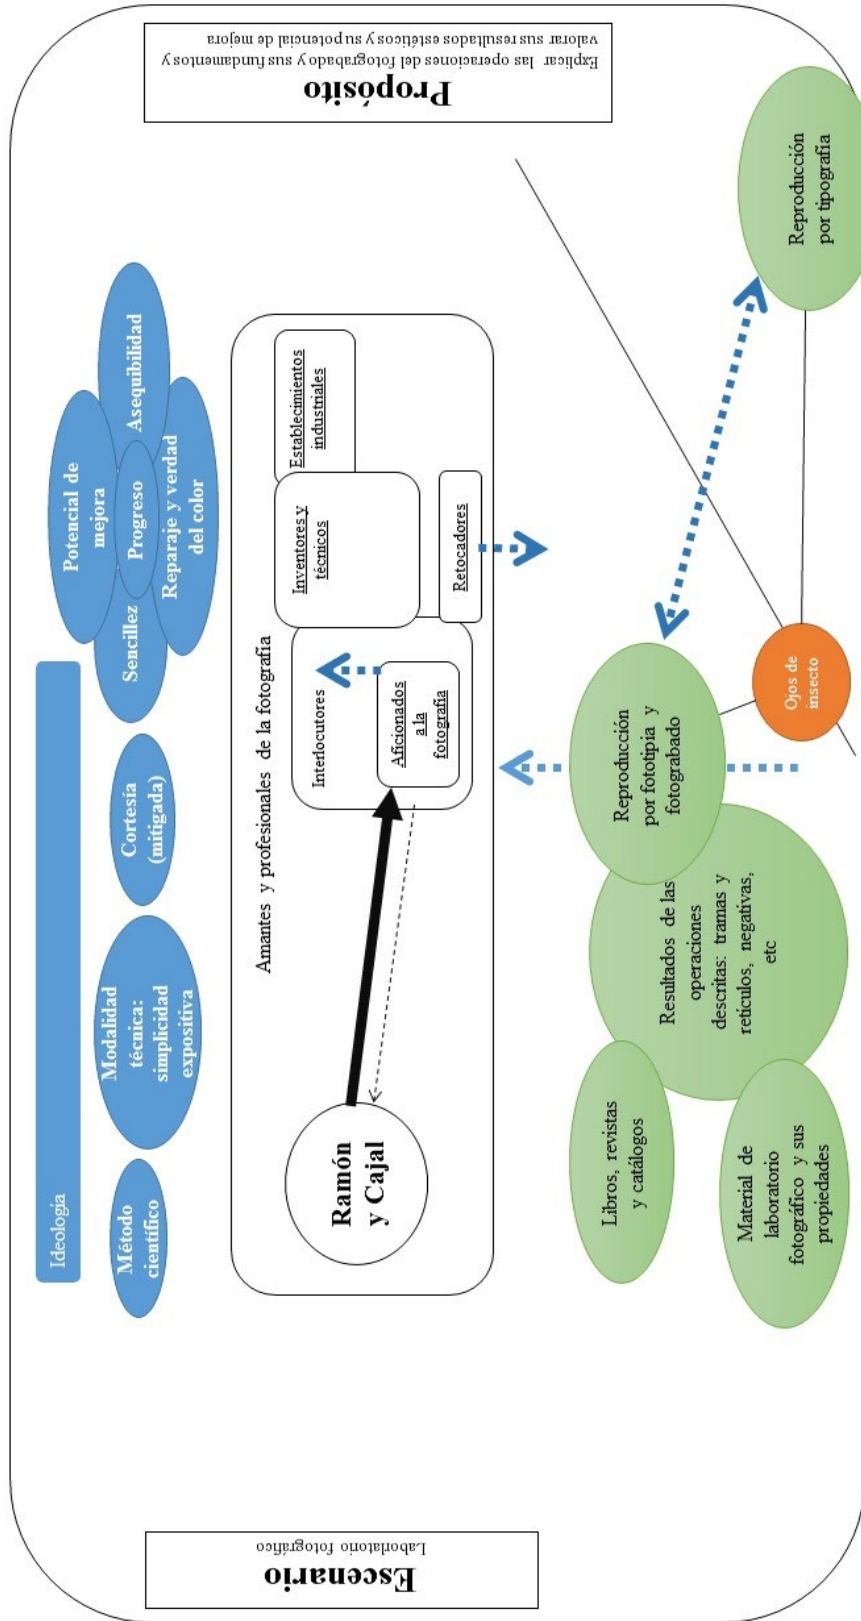 Escenario
Laborlatorio fotográfico
Ideología
Método
científico
Modalidad
técnica:
simplicidad
expositiva
Cortesía
(mitigada)
Sencillez
Potencial de
mejora
Progreso
Reparaje y verdad
del color
Asequibilidad
Amantes y profesionales de la fotografía
Ramón
y Cajal
Interlocutores
Aficionados
a la
fotografía
Inventores y
técnicos
Establecimientos
industriales
Retocadores
Libros, revistas
y catálogos
Material de
laboratorio
fotográfico y sus
propiedades
Resultados de las
operaciones
descritas: tramas y
retículos, negativas,
etc
Reproducción
por fototipia y
fotograbado
Ojos de
insecto
Reproducción
por tipografía
Propósito
Explicar las operaciones del fotograbado y sus fundamentos y
valorar sus resultados estéticos y su potencial de mejora